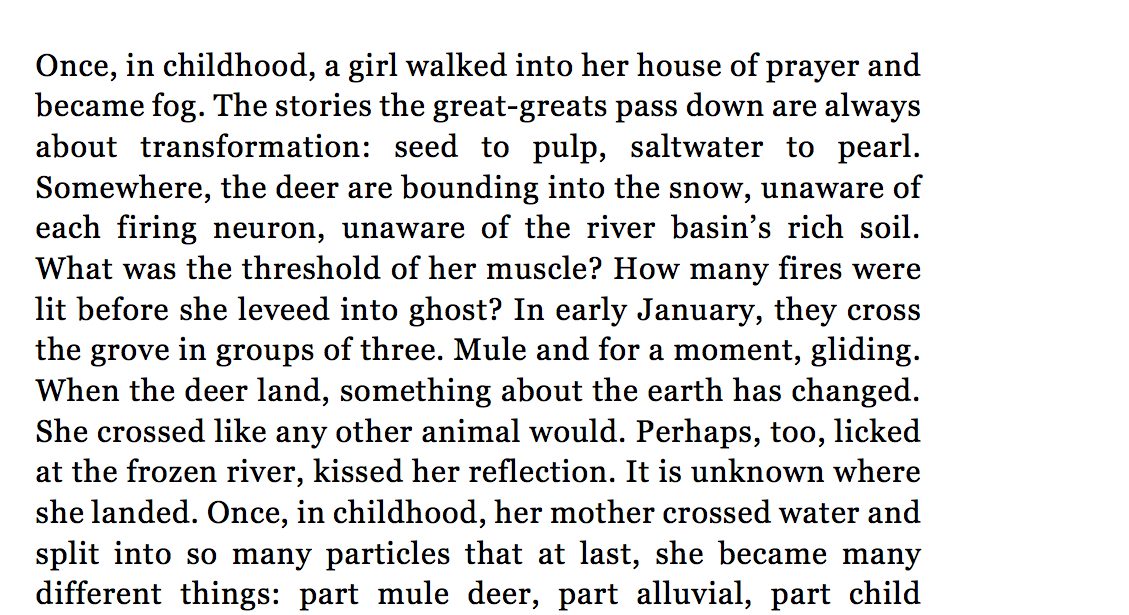 Once, in childhood, a girl walked into her house of prayer and
became fog. The stories the great-greats pass down are always
about transformation: seed to pulp, saltwater to pearl.
Somewhere, the deer are bounding into the snow, unaware of
each firing neuron, unaware of the river basin’s rich soil.
What was the threshold of her muscle? How many fires were
lit before she leveed into ghost? In early January, they cross
the grove in groups of three. Mule and for a moment, gliding.
When the deer land, something about the earth has changed.
She crossed like any other animal would. Perhaps, too, licked
at the frozen river, kissed her reflection. It is unknown where
she landed. Once, in childhood, her mother crossed water and
split into so many particles that at last, she became many
different things: part mule deer, part alluvial, part child